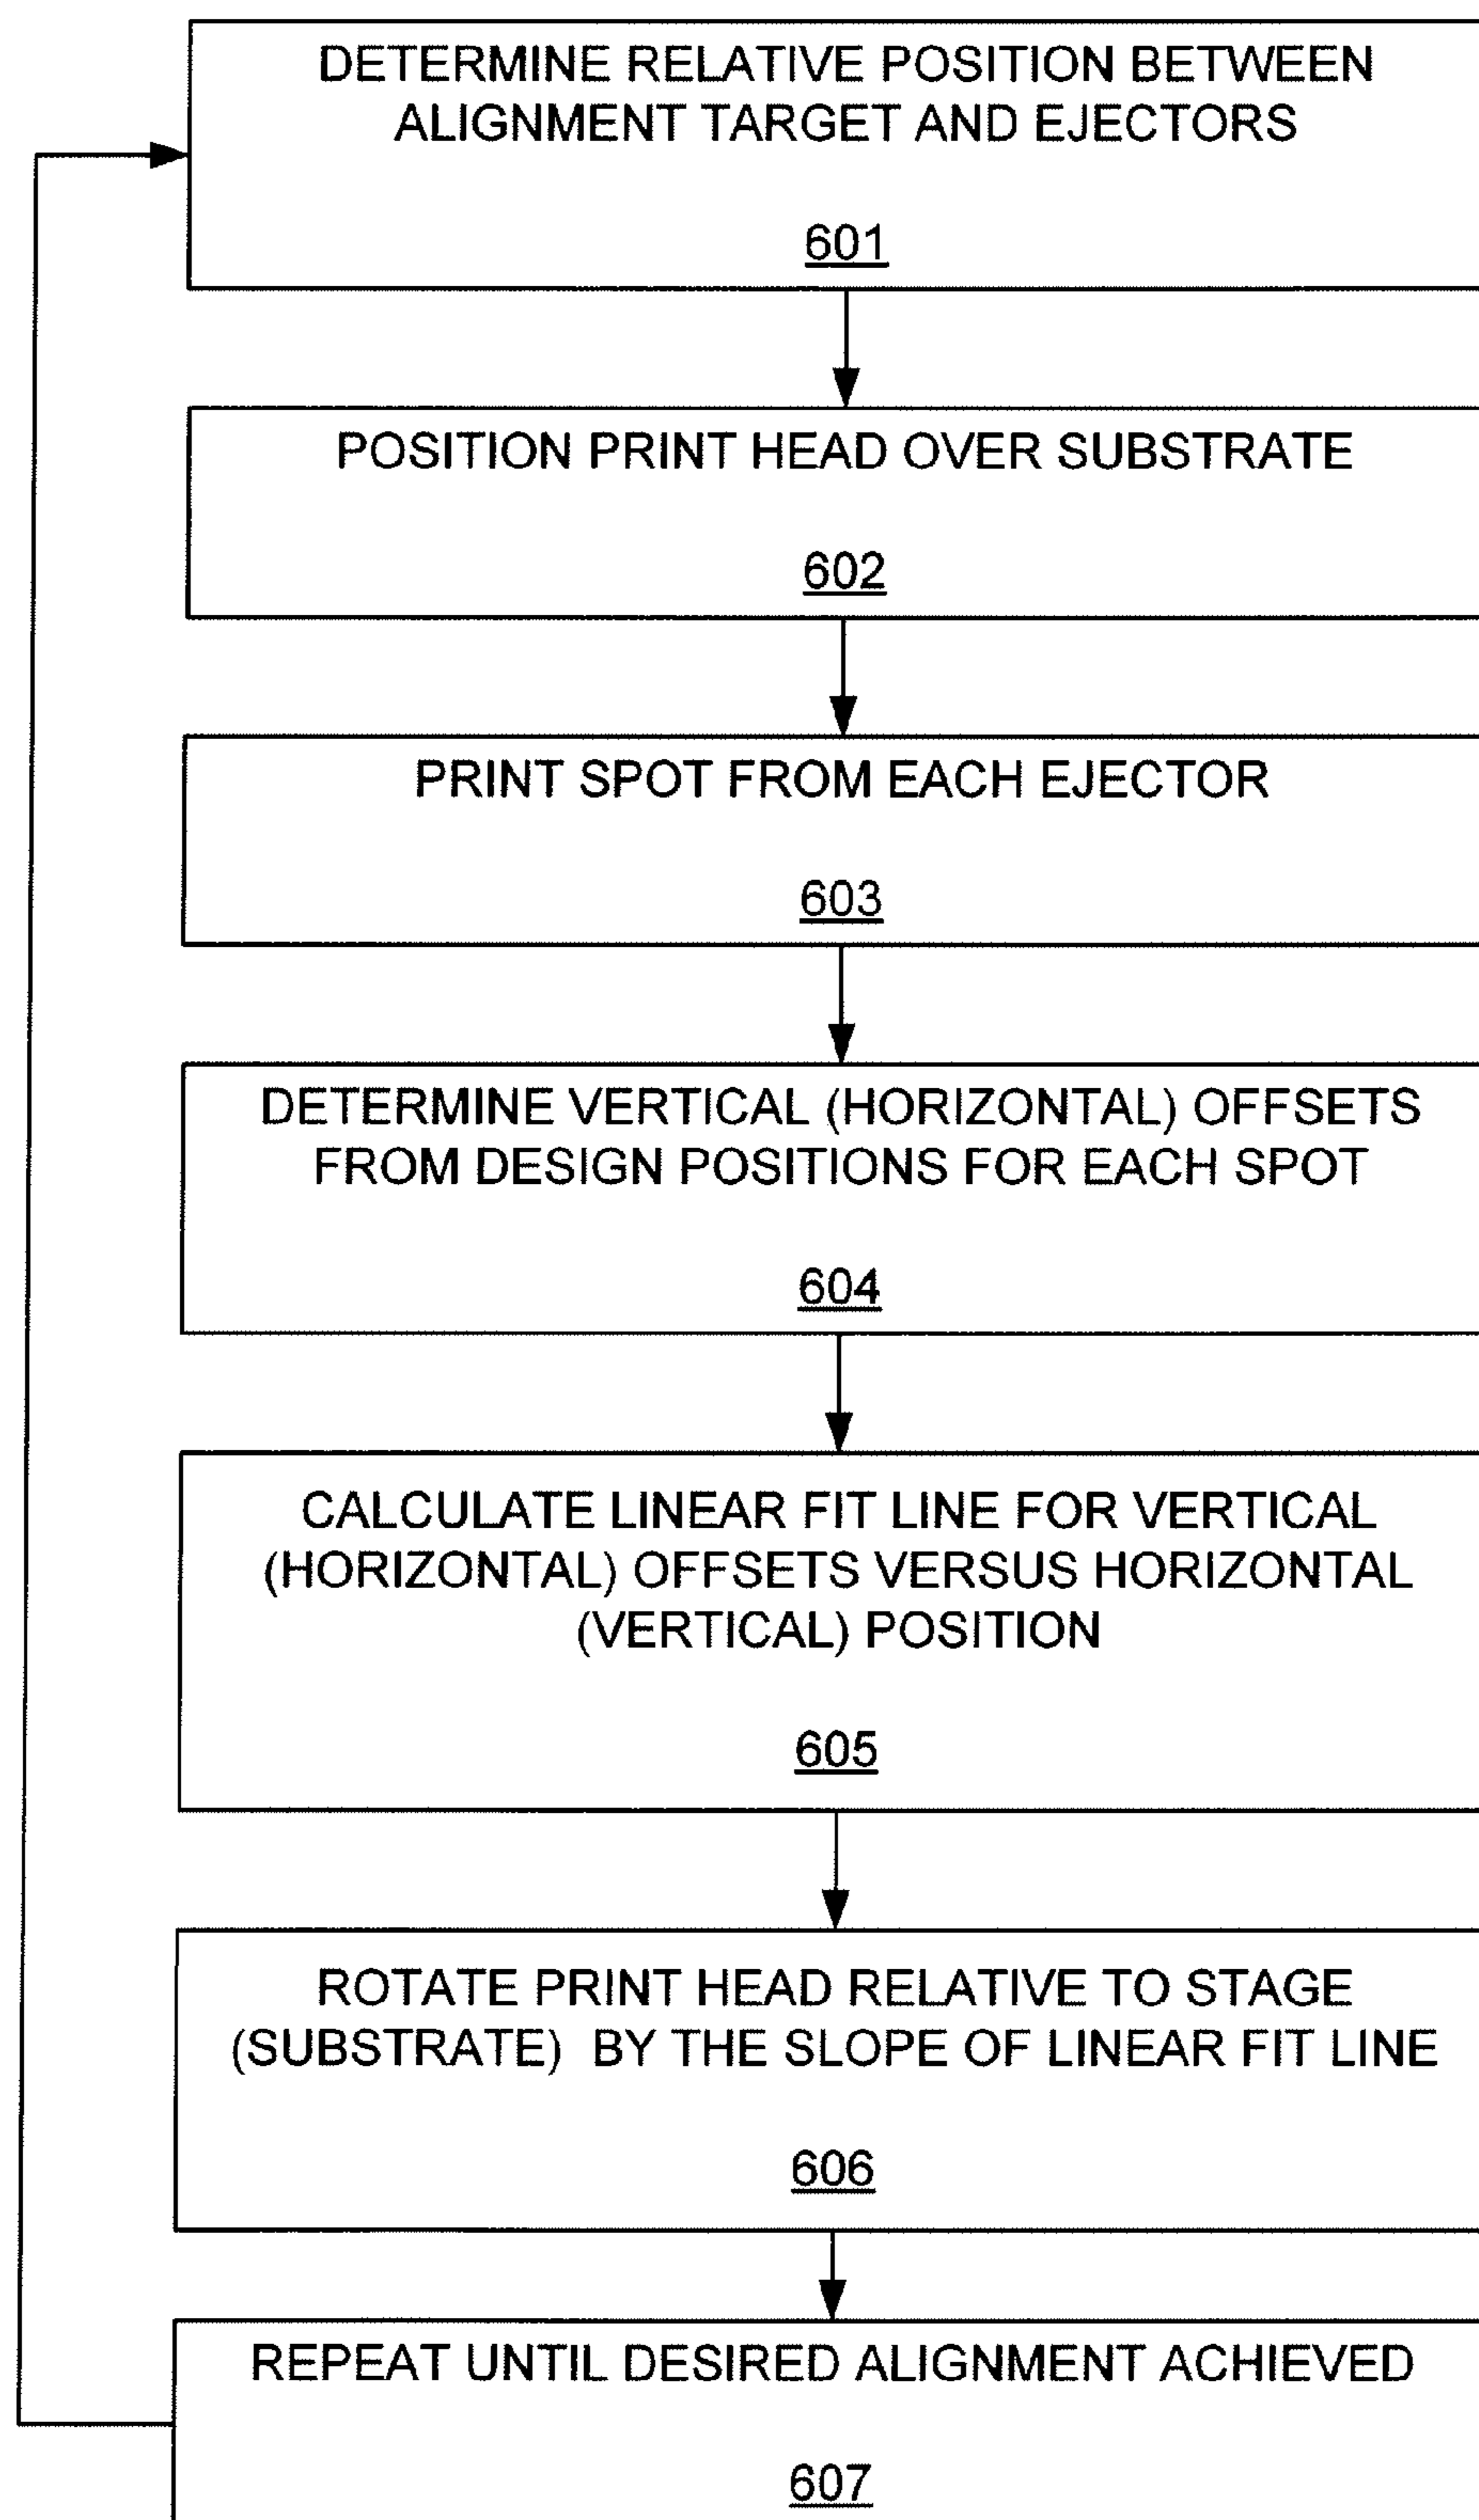 DETERMINE RELATIVE POSITION BETWEEN
ALIGNMENT TARGET AND EJECTORS
601
POSITION PRINT HEAD OVER SUBSTRATE
602
PRINT SPOT FROM EACH EJECTOR
603
DETERMINE VERTICAL (HORIZONTAL) OFFSETS
FROM DESIGN POSITIONS FOR EACH SPOT
604
CALCULATE LINEAR FIT LINE FOR VERTICAL
(HORIZONTAL) OFFSETS VERSUS HORIZONTAL
(VERTICAL) POSITION
605
ROTATE PRINT HEAD RELATIVE TO STAGE
(SUBSTRATE) BY THE SLOPE OF LINEAR FIT LINE
606
REPEAT UNTIL DESIRED ALIGNMENT ACHIEVED
607